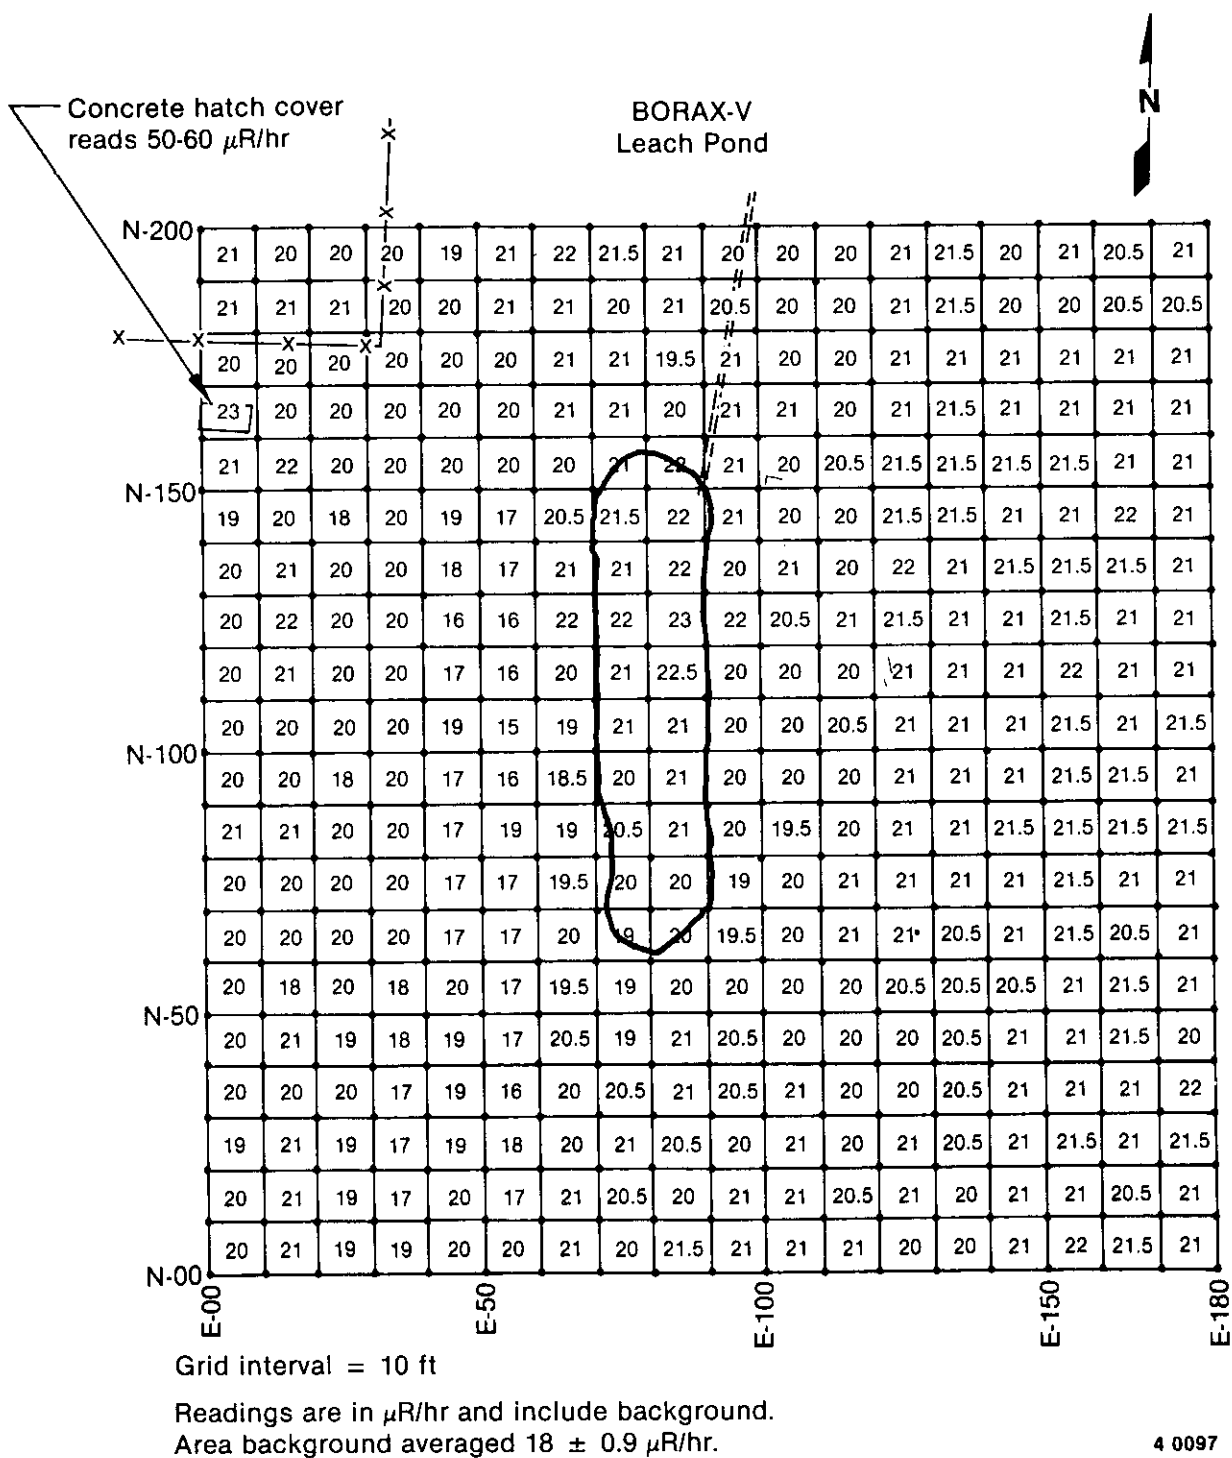 Concrete hatch cover
reads 50-60 μR/hr
BORAX-V
Leach Pond
N
N-200
21 20 20 20 19 21 22 21.5 21 20 20 20 21 21.5 20 21 20.5 21
21 21 21 20 20 21 21 20 21 20.5 20 20 21 21.5 20 20 20.5 20.5
20 20 20 20 20 20 21 21 19.5 21 20 20 21 21 21 21 21 21
23 20 20 20 20 20 21 21 20 21 21 20 21 21.5 21 21 21 21
21 22 20 20 20 20 20 21 22 21 20 20.5 21.5 21.5 21.5 21.5 21 21
N-150
19 20 18 20 19 17 20.5 21.5 22 21 20 20 21.5 21.5 21 21 22 21
20 21 20 20 18 17 21 21 22 20 21 20 22 21 21.5 21.5 21.5 21
20 22 20 20 16 16 22 22 23 22 20.5 21 21.5 21 21 21.5 21 21
20 21 20 20 17 16 20 21 22.5 20 20 20 21 21 21 22 21 21
20 20 20 20 19 15 19 21 21 20 20 20.5 21 21 21 21.5 21 21.5
N-100
20 20 18 20 17 16 18.5 20 21 20 20 20 21 21 21 21.5 21.5 21
21 21 20 20 17 19 19 20.5 21 20 19.5 20 21 21 21.5 21.5 21.5 21.5
20 20 20 20 17 17 19.5 20 20 19 20 21 21 21 21 21.5 21 21
20 20 20 20 17 17 20 19 20 19.5 20 21 21 20.5 21 21.5 20.5 21
20 18 20 18 20 17 19.5 19 20 20 20 20 20.5 20.5 20.5 21 21.5 21
N-50
20 21 19 18 19 17 20.5 19 21 20.5 20 20 20 20.5 21 21 21.5 20
20 20 20 17 19 16 20 20.5 21 20.5 21 20 20 20.5 21 21 21 22
19 21 19 17 19 18 20 21 20.5 20 21 20 21 20.5 21 21.5 21 21.5
20 21 19 17 20 17 21 20.5 20 21 21 20.5 21 20 21 21 20.5 21
20 21 19 19 20 20 21 20 21.5 21 21 21 20 20 21 22 21.5 21
N-00
E-00 E-50 E-100 E-150 E-180
Grid interval = 10 ft
Readings are in μR/hr and include background.
Area background averaged 18 ± 0.9 μR/hr.
4 0097